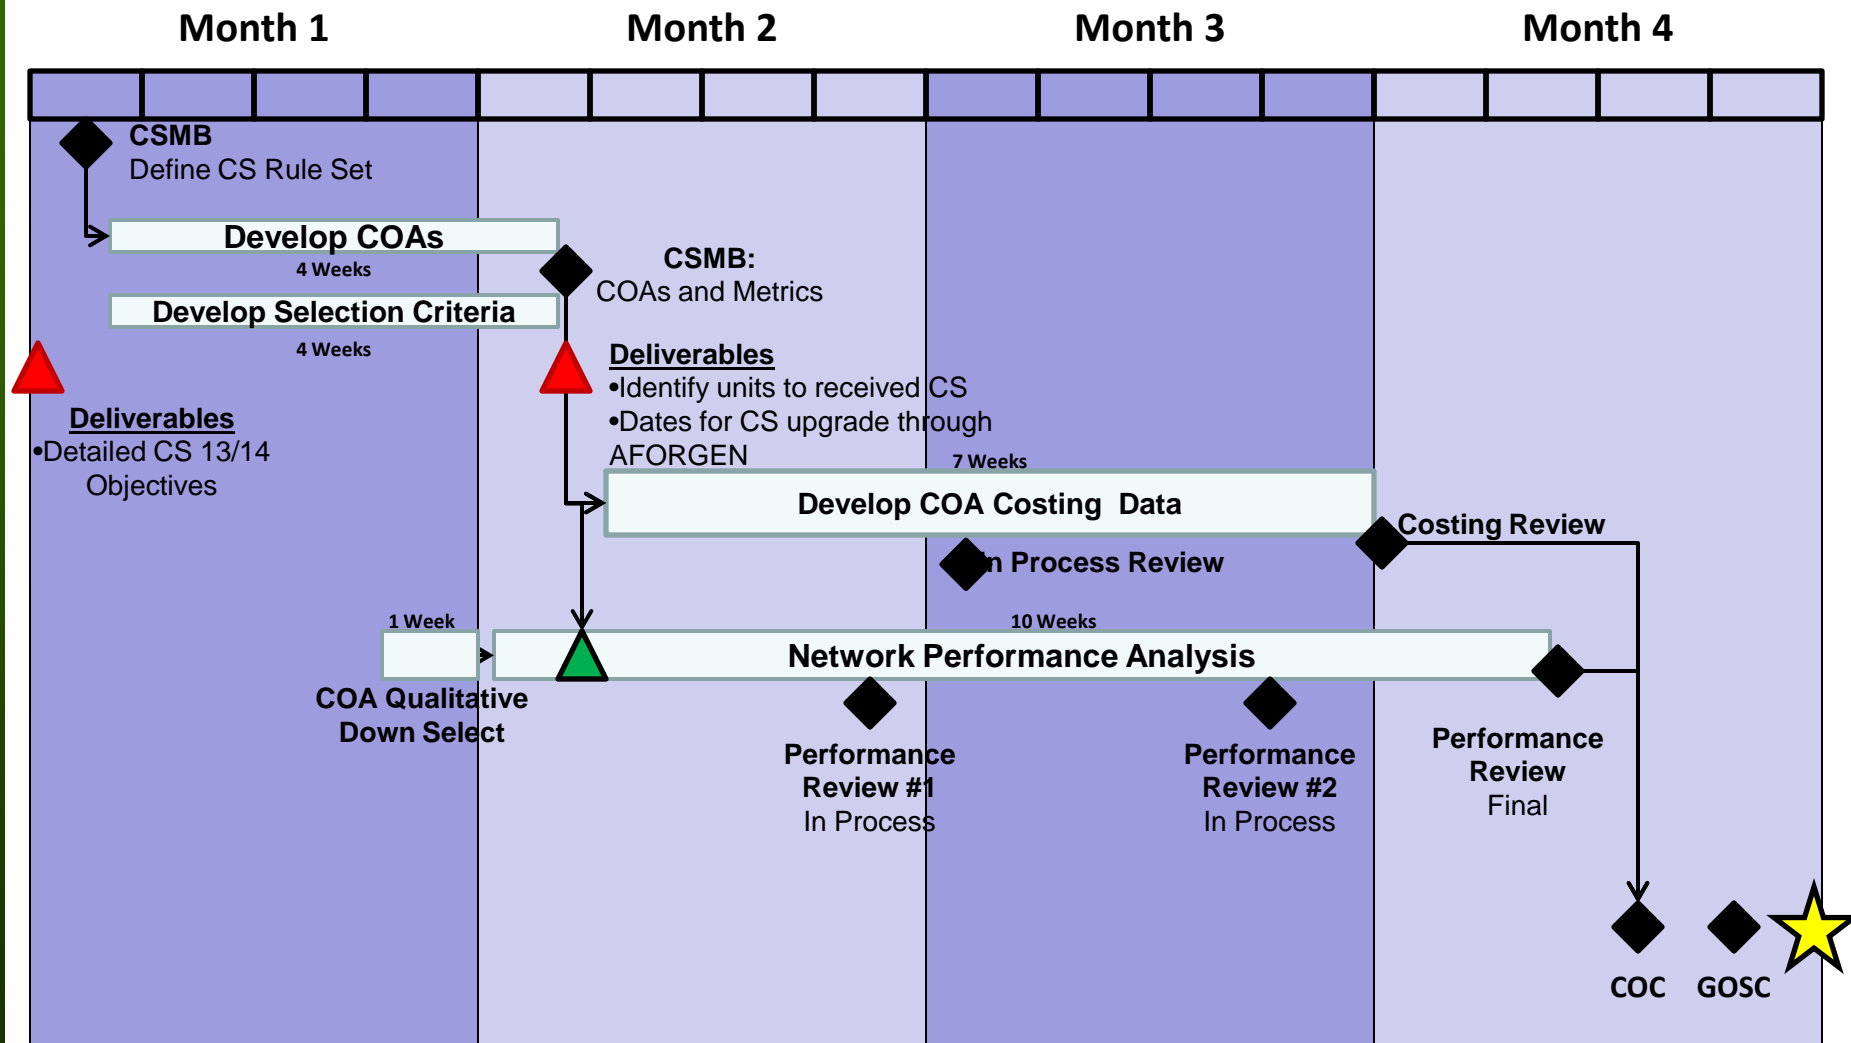 Month 1
Month 2
Month 3
Month 4
CSMB
Define CS Rule Set
Develop COAs
4 Weeks
CSMB:
COAs and Metrics
Develop Selection Criteria
4 Weeks
Deliverables
•Identify units to received CS
•Dates for CS upgrade through
AFORGEN
Deliverables
•Detailed CS 13/14
Objectives
7 Weeks
Develop COA Costing Data
Costing Review
In Process Review
1 Week
10 Weeks
Network Performance Analysis
COA Qualitative
Down Select
Performance
Review #1
In Process
Performance
Review #2
In Process
Performance
Review
Final
COC
GOSC